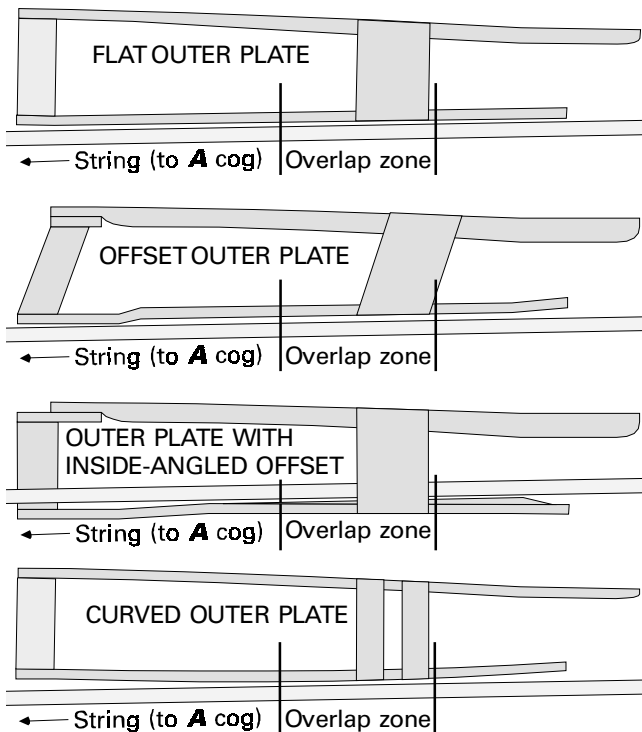 FLAT OUTER PLATE
String (to A cog) Overlap zone
OFFSET OUTER PLATE
String (to A cog) Overlap zone
OUTER PLATE WITH
INSIDE-ANGLED OFFSET
String (to A cog) Overlap zone
CURVED OUTER PLATE
String (to A cog) Overlap zone